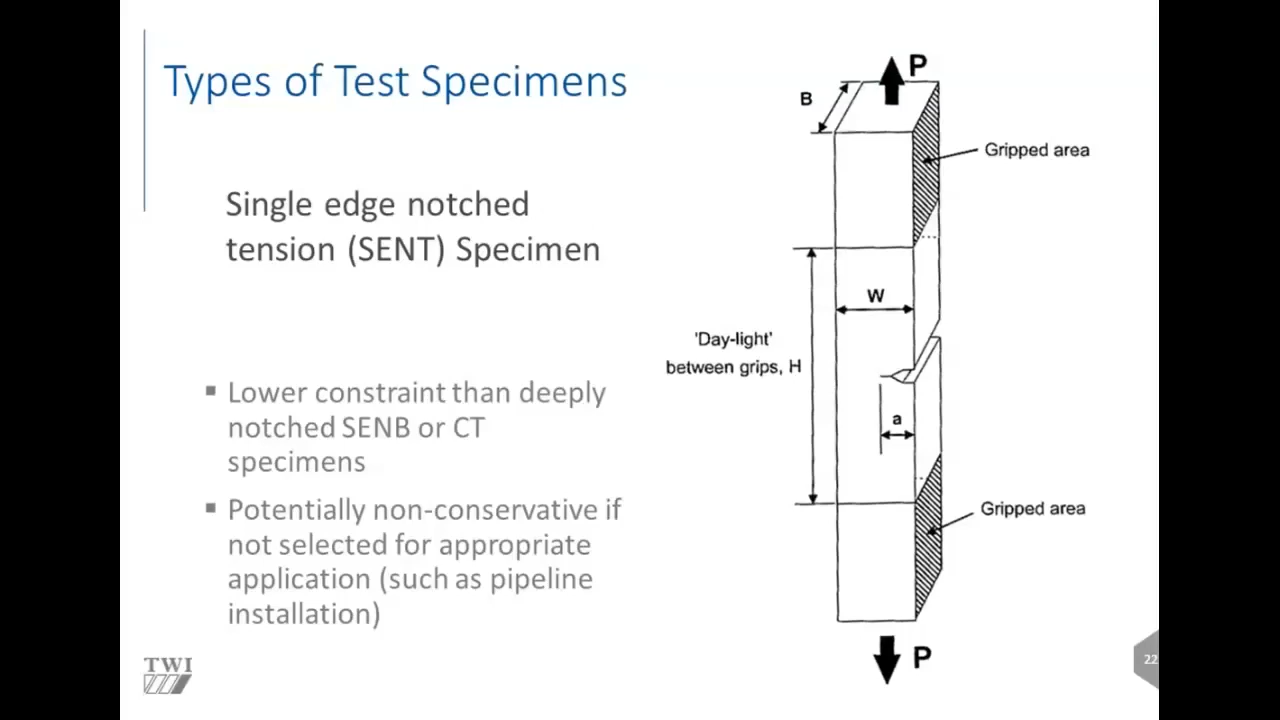 Types of Test Specimens
Single edge notched
tension (SENT) Specimen
▪ Lower constraint than deeply
notched SENB or CT
specimens
▪ Potentially non-conservative if
not selected for appropriate
application (such as pipeline
installation)
P
B
Gripped area
W
'Day-light'
between grips, H
a
Gripped area
P
TWI
22